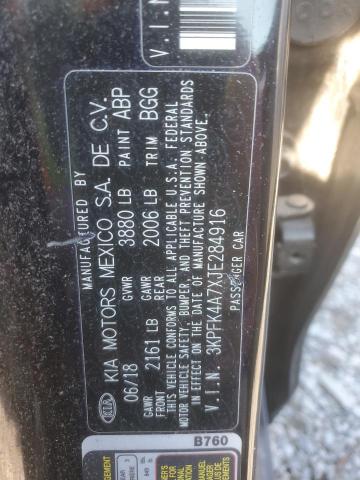 V.I.N
MANUFACTURED BY
KIA KIA MOTORS MEXICO S.A. DE C.V.
06/18 GVWR 3880 LB PAINT ABP
GAWR FRONT 2161 LB GAWR REAR 2006 LB TRIM BGG
THIS VEHICLE CONFORMS TO ALL APPLICABLE U.S.A. FEDERAL
MOTOR VEHICLE SAFETY, BUMPER, AND THEFT PREVENTION STANDARDS
IN EFFECT ON THE DATE OF MANUFACTURE SHOWN ABOVE.
V.I.N. 3KPFK4A7XJE284916
PASSENGER CAR
B760